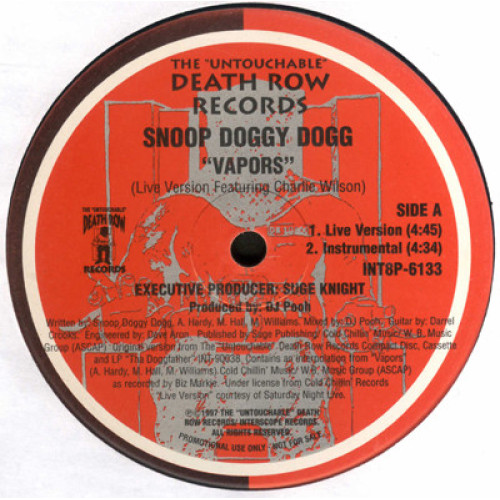 THE "UNTOUCHABLE"
DEATH ROW
RECORDS
SNOOP DOGGY DOGG
"VAPORS"
(Live Version Featuring Charlie Wilson)
THE "UNTOUCHABLE"
DEATH ROW
RECORDS
SIDE A
1. Live Version (4:45)
2. Instrumental (4:34)
INT8P-6133
EXECUTIVE PRODUCER: SUGE KNIGHT
Produced by: DJ Pooh
Written by: Snoop Doggy Dogg, A. Hardy, M. Hall, M. Williams. Mixed by DJ Pooh. Guitar by: Darrel
Crooks. Engineered by: Dave Aron. Published by Sage Publishing/ Cold Chillin' Music/ W. B. Music
Group (ASCAP) Original version from The "Untouchable" Death Row Records Compact Disc, Cassette
and LP "Tha Doggfather" -INT-90038. Contains an interpolation from "Vapors"
(A. Hardy, M. Hall, M. Williams) Cold Chillin' Music/ W.B. Music Group (ASCAP)
as recorded by Biz Markie. Under license from Cold Chillin' Records
"Live Version" courtesy of Saturday Night Live.
℗© 1997 THE "UNTOUCHABLE" DEATH
ROW RECORDS/ INTERSCOPE RECORDS.
ALL RIGHTS RESERVED.
PROMOTIONAL USE ONLY - NOT FOR SALE